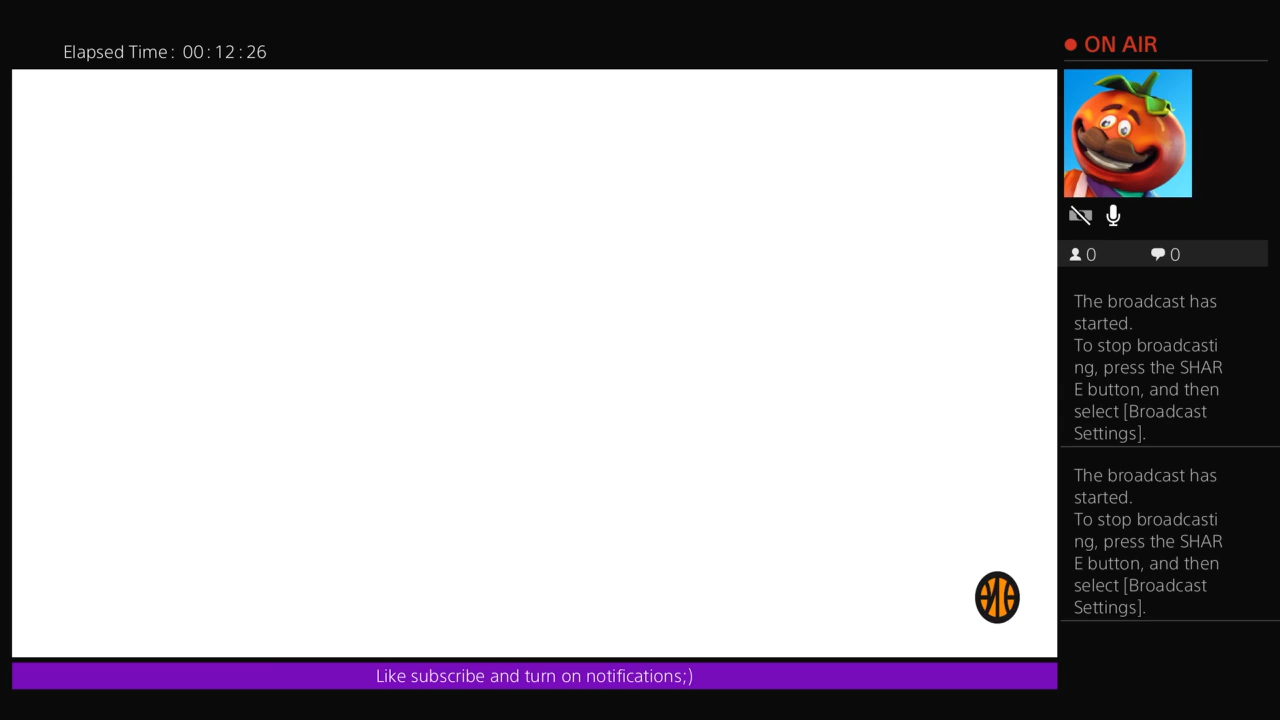 Elapsed Time: 00:12:26
ON AIR
0 0
The broadcast has
started.
To stop broadcasti
ng, press the SHAR
E button, and then
select [Broadcast
Settings].
The broadcast has
started.
To stop broadcasti
ng, press the SHAR
E button, and then
select [Broadcast
Settings].
Like subscribe and turn on notifications;)